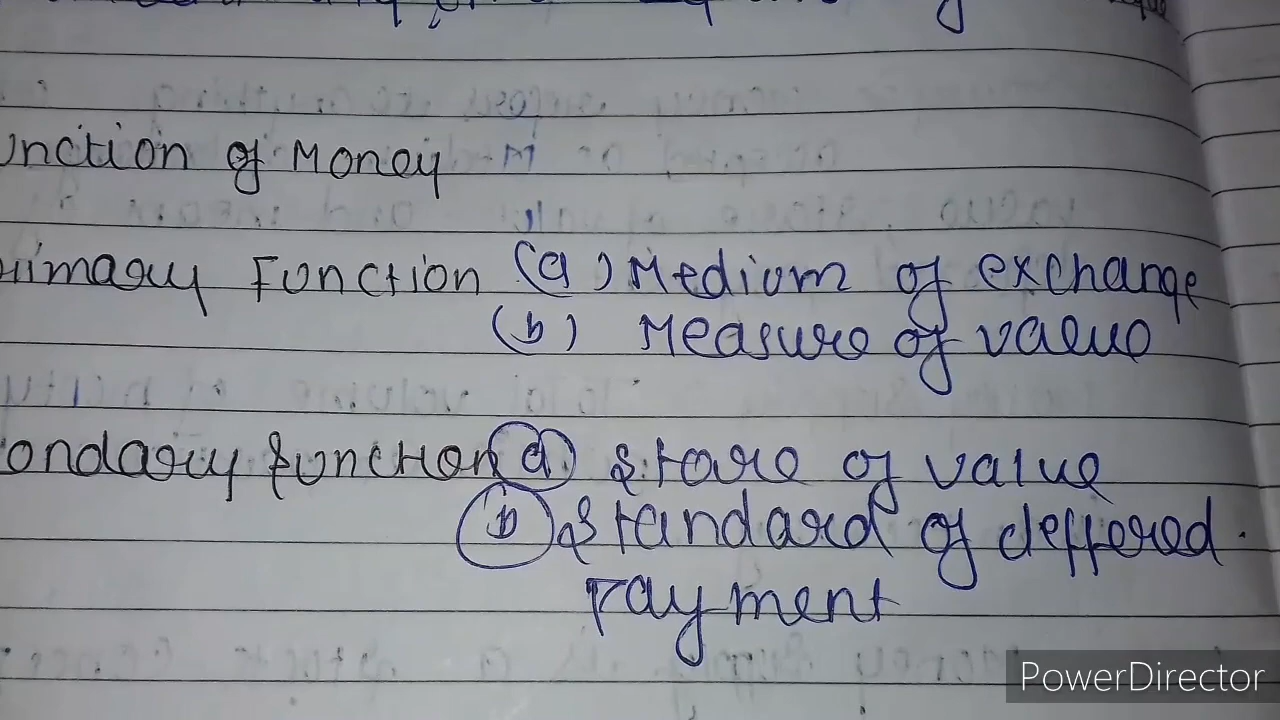 unction of Money
rimary Function (a) Medium of exchange
(b) Measure of value
ondary function (a) Store of value
(b) Standard of deffered
Payment
PowerDirector